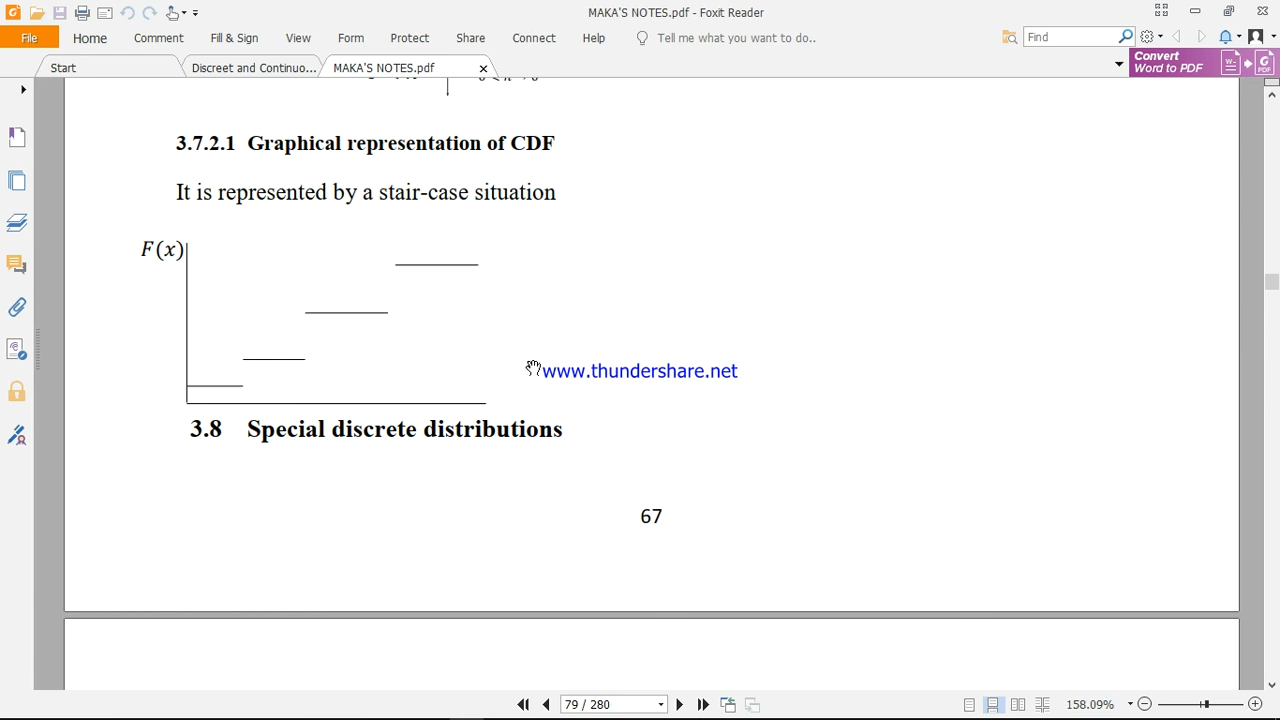 MAKA'S NOTES.pdf - Foxit Reader
File Home Comment Fill & Sign View Form Protect Share Connect Help Tell me what you want to do.. Find
Start Discreet and Continuo... MAKA'S NOTES.pdf
Convert
Word to PDF
3.7.2.1 Graphical representation of CDF
It is represented by a stair-case situation
F(x)
www.thundershare.net
3.8 Special discrete distributions
67
79 / 280 158.09%